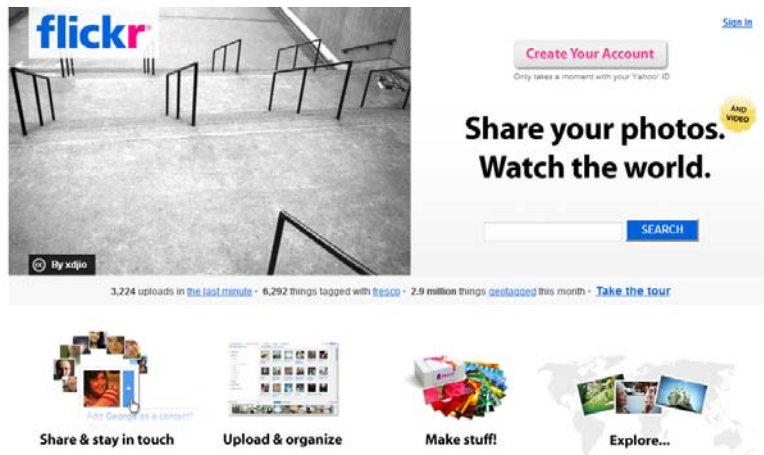 flickr
Sign In
Create Your Account
Only takes a moment with your Yahoo! ID
AND
VIDEO
Share your photos.
Watch the world.
SEARCH
cc By xdjio
3,224 uploads in the last minute · 6,292 things tagged with fresco · 2.9 million things geotagged this month · Take the tour
Add George as a contact?
Share & stay in touch
Upload & organize
Make stuff!
Explore...